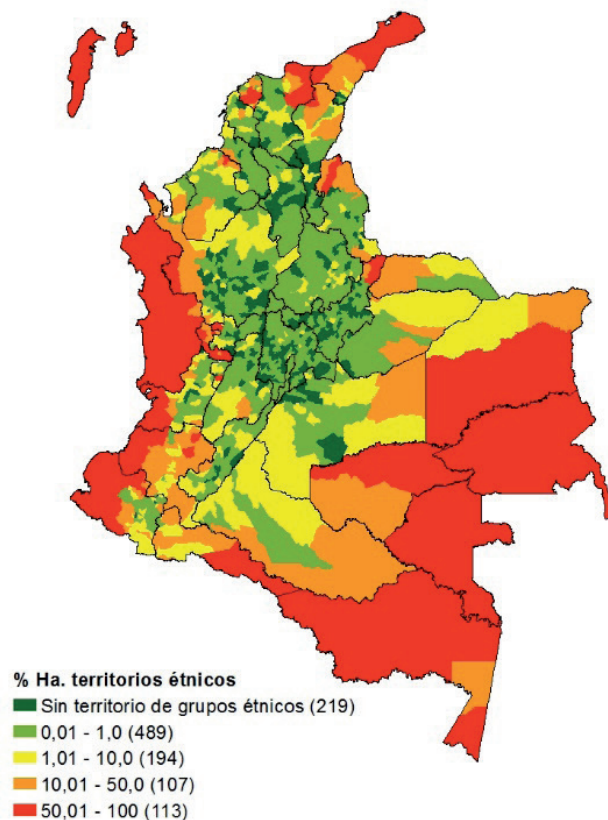 % Ha. territorios étnicos
Sin territorio de grupos étnicos (219)
0,01 - 1,0 (489)
1,01 - 10,0 (194)
10,01 - 50,0 (107)
50,01 - 100 (113)